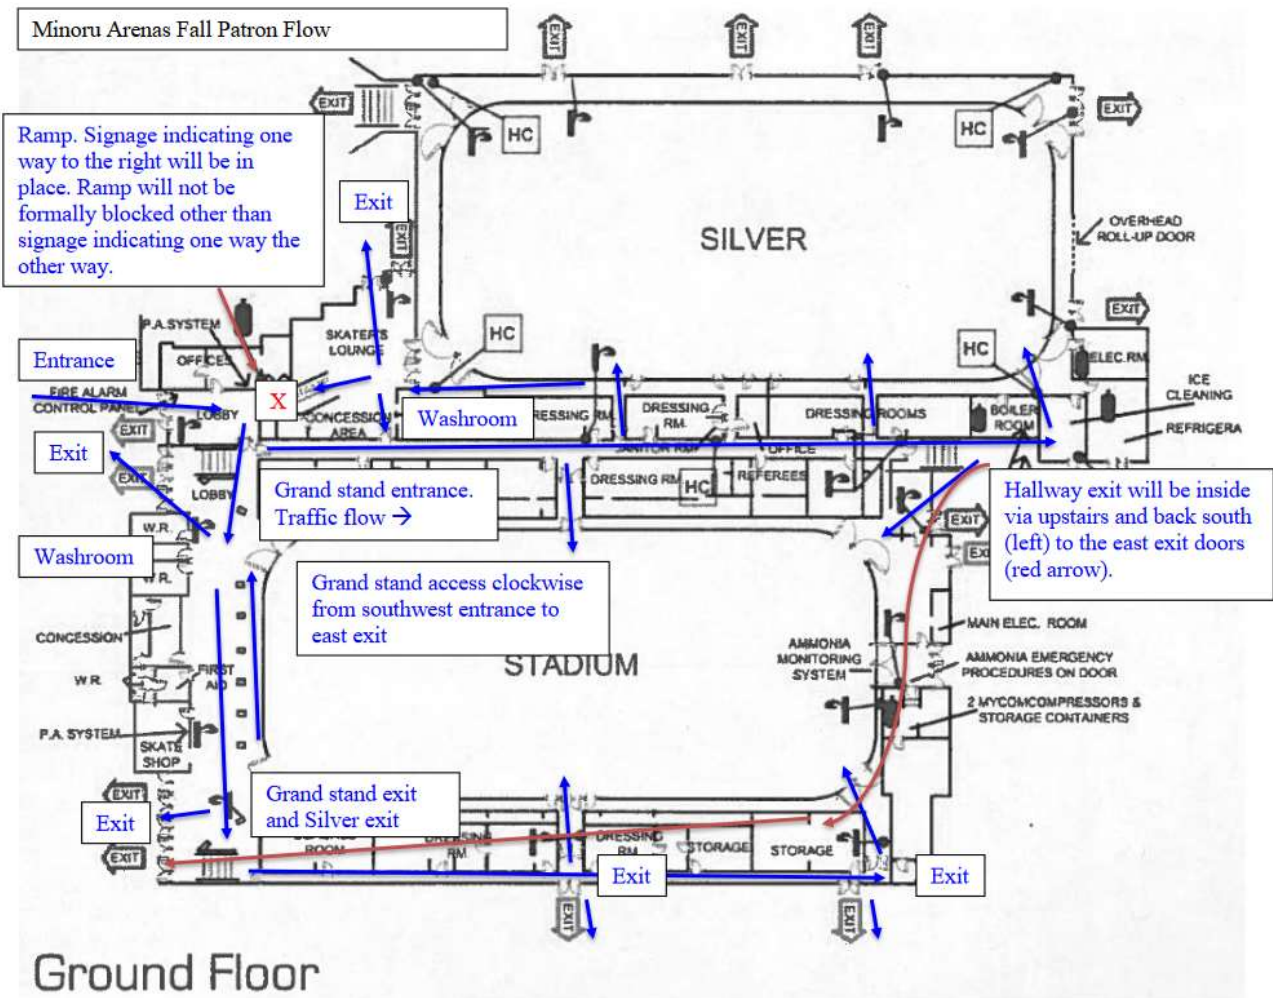 Minoru Arenas Fall Patron Flow
EXIT
EXIT
EXIT
EXIT
EXIT
HC
HC
Ramp. Signage indicating one
way to the right will be in
place. Ramp will not be
formally blocked other than
signage indicating one way the
other way.
Exit
EXIT
SILVER
OVERHEAD
ROLL-UP DOOR
EXIT
P.A. SYSTEM
SKATER'S
LOUNGE
HC
HC
OFFICES
ELEC. RM.
Entrance
FIRE ALARM
CONTROL PANEL
LOBBY
X
CONCESSION
AREA
Washroom
DRESSING RM.
DRESSING
RM.
DRESSING ROOMS
BOILER
ROOM
ICE
CLEANING
REFRIGERA
EXIT
Exit
EXIT
LOBBY
JANITOR RM.
OFFICE
DRESSING RM.
HC
REFEREES
Grand stand entrance.
Traffic flow →
Hallway exit will be inside
via upstairs and back south
(left) to the east exit doors
(red arrow).
EXIT
EXI
W.R.
Washroom
W.R.
Grand stand access clockwise
from southwest entrance to
east exit
CONCESSION
MAIN ELEC. ROOM
STADIUM
AMMONIA
MONITORING
SYSTEM
AMMONIA EMERGENCY
PROCEDURES ON DOOR
W.R.
FIRST
AID
2 MYCOMCOMPRESSORS &
STORAGE CONTAINERS
P.A. SYSTEM
SKATE
SHOP
EXIT
Exit
EXIT
Grand stand exit
and Silver exit
ROOM
DRESSING
RM.
DRESSING
RM.
STORAGE
STORAGE
Exit
Exit
EXIT
EXIT
Ground Floor